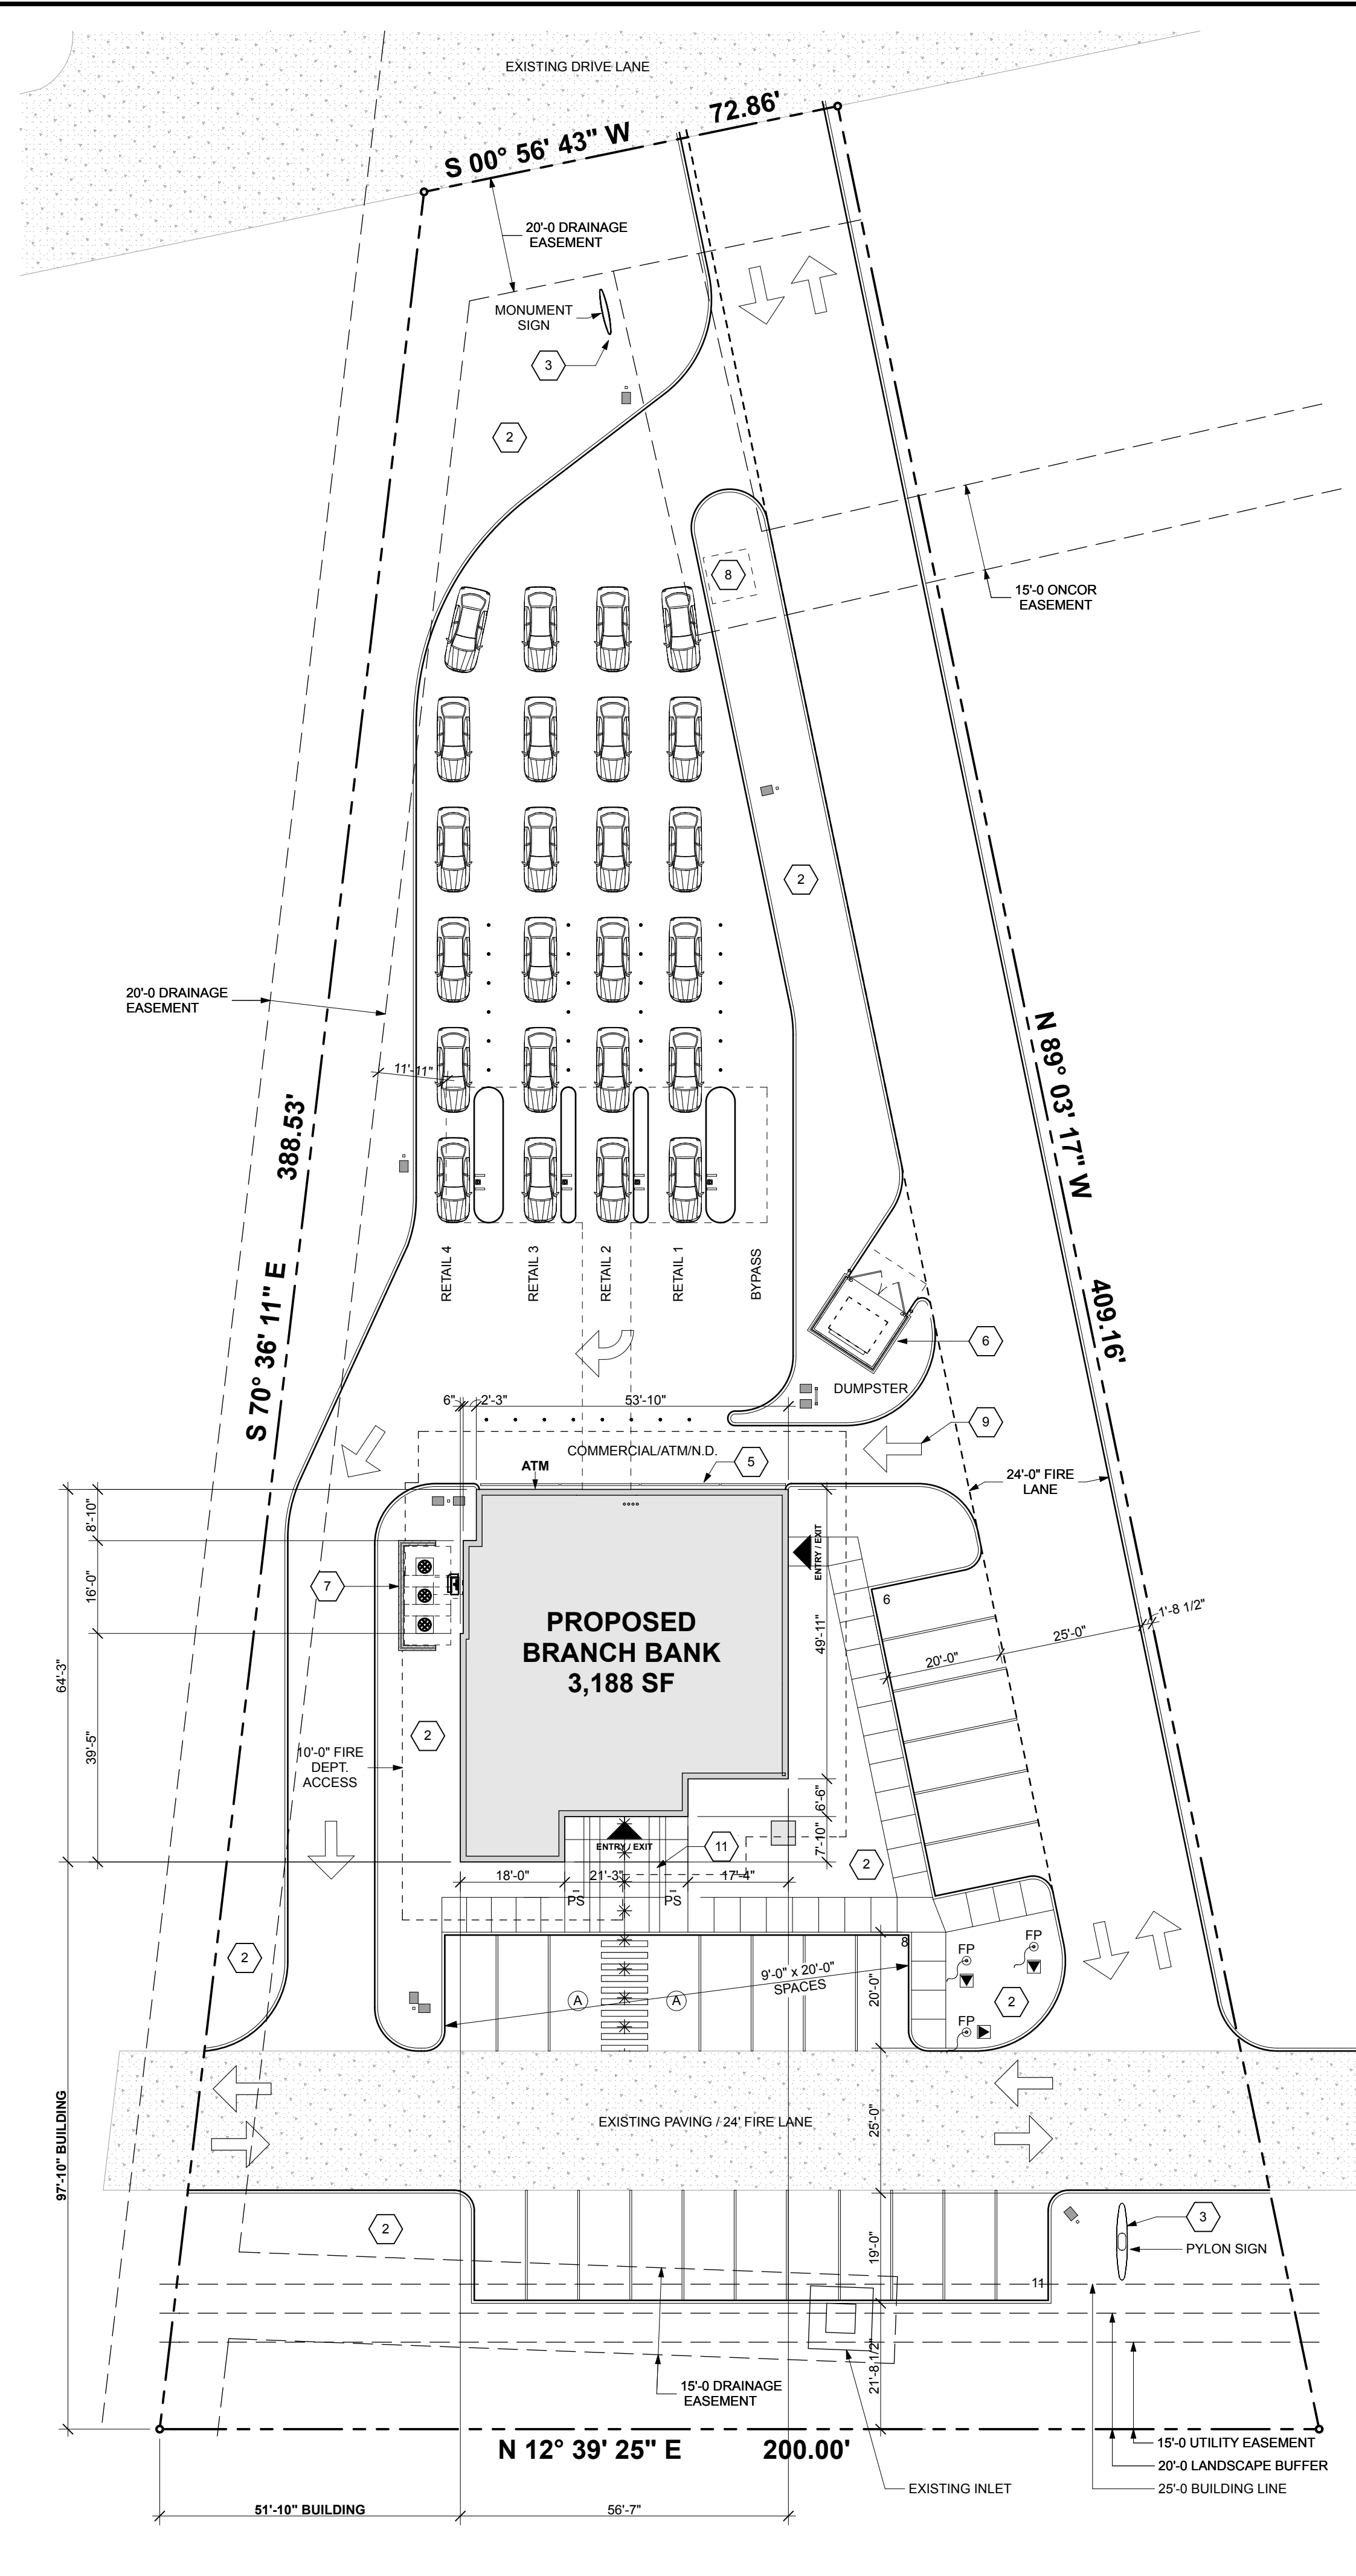 EXISTING DRIVE LANE
72.86'
S 00° 56' 43" W
20'-0 DRAINAGE
EASEMENT
MONUMENT
SIGN
3
2
8
15'-0 ONCOR
EASEMENT
2
20'-0 DRAINAGE
EASEMENT
11'-11"
N 89° 03' 17" W
409.16'
388.53'
S 70° 36' 11" E
RETAIL 4
RETAIL 3
RETAIL 2
RETAIL 1
BYPASS
6
DUMPSTER
6"
2'-3"
53'-10"
9
COMMERCIAL/ATM/N.D.
5
ATM
24'-0" FIRE
LANE
8'-10"
16'-0"
64'-3"
39'-5"
ENTRY / EXIT
7
6
1'-8 1/2"
25'-0"
20'-0"
PROPOSED
BRANCH BANK
3,188 SF
49'-11"
2
10'-0" FIRE
DEPT.
ACCESS
6'-6"
7'-10"
ENTRY / EXIT
11
2
18'-0"
21'-3"
17'-4"
PS
PS
2
8
FP
FP
9'-0" x 20'-0"
SPACES
20'-0"
A
A
2
FP
97'-10" BUILDING
EXISTING PAVING / 24' FIRE LANE
25'-0"
2
19'-0"
3
PYLON SIGN
11
21'-8 1/2"
15'-0 DRAINAGE
EASEMENT
N 12° 39' 25" E
200.00'
15'-0 UTILITY EASEMENT
20'-0 LANDSCAPE BUFFER
25'-0 BUILDING LINE
EXISTING INLET
51'-10" BUILDING
56'-7"